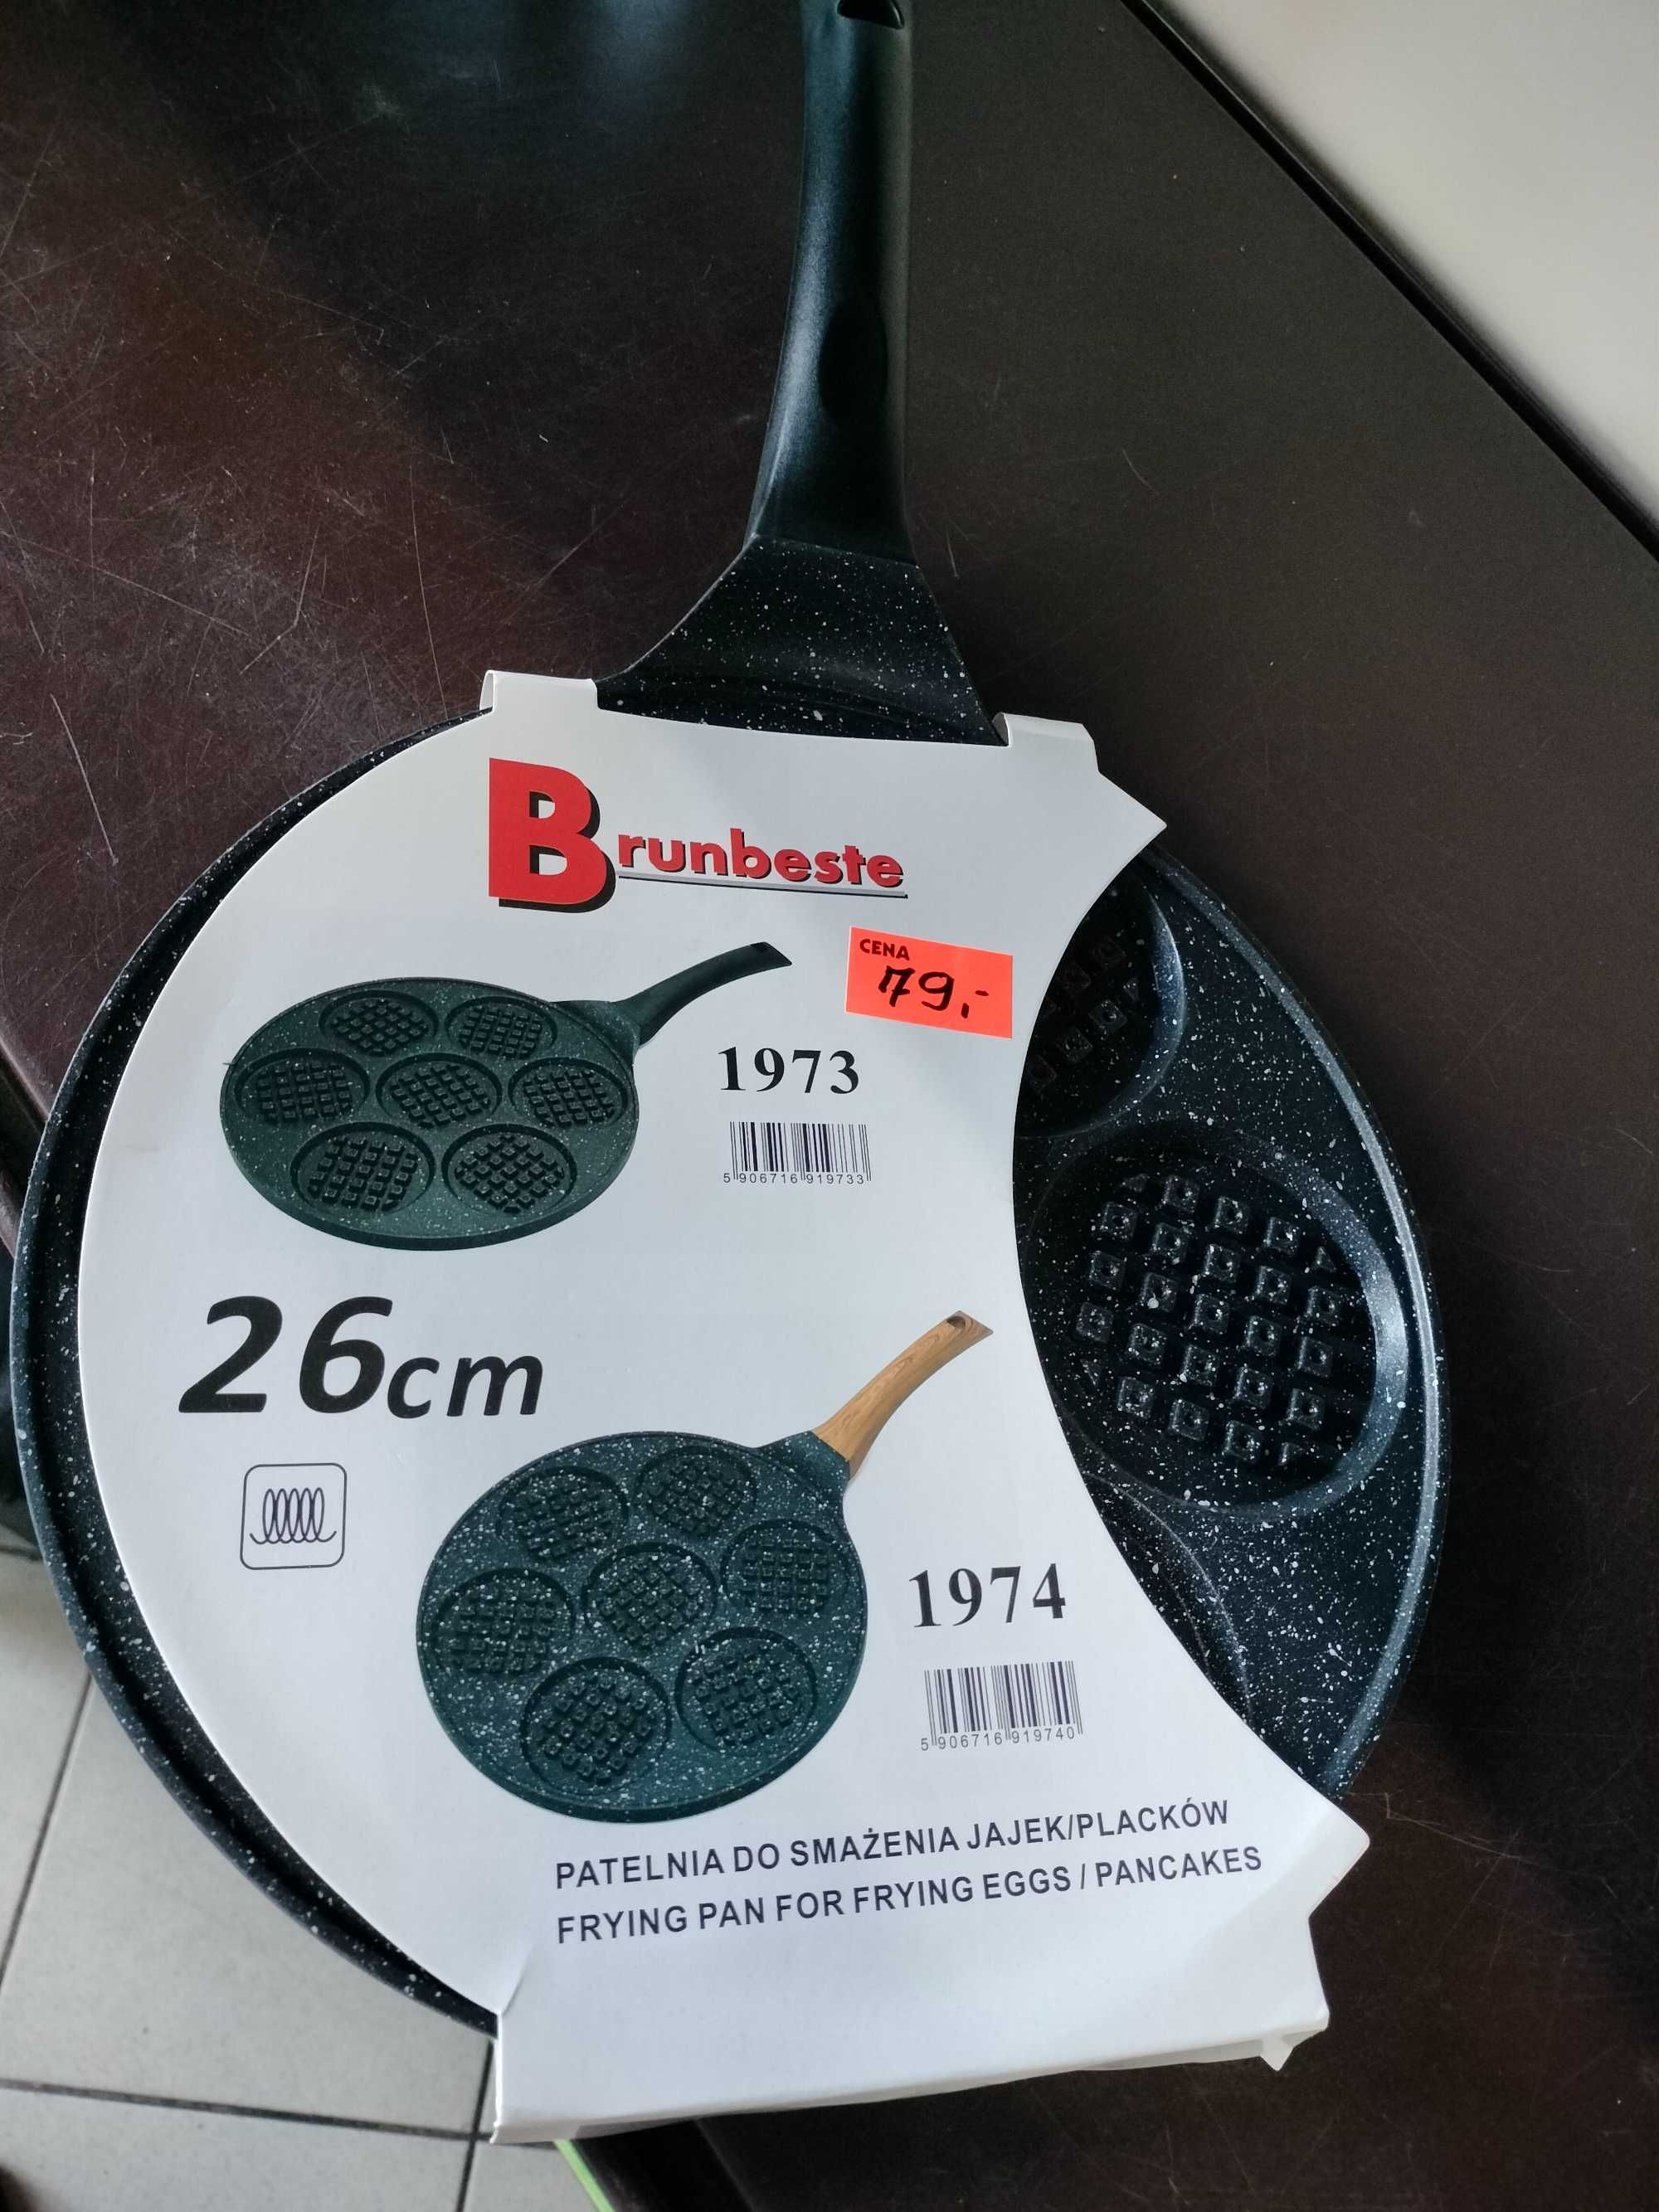 Brunbeste
CENA
79,-
1973
5 906716 919733
26cm
1974
5 906716 919740
PATELNIA DO SMAŻENIA JAJEK/PLACKÓW
FRYING PAN FOR FRYING EGGS / PANCAKES